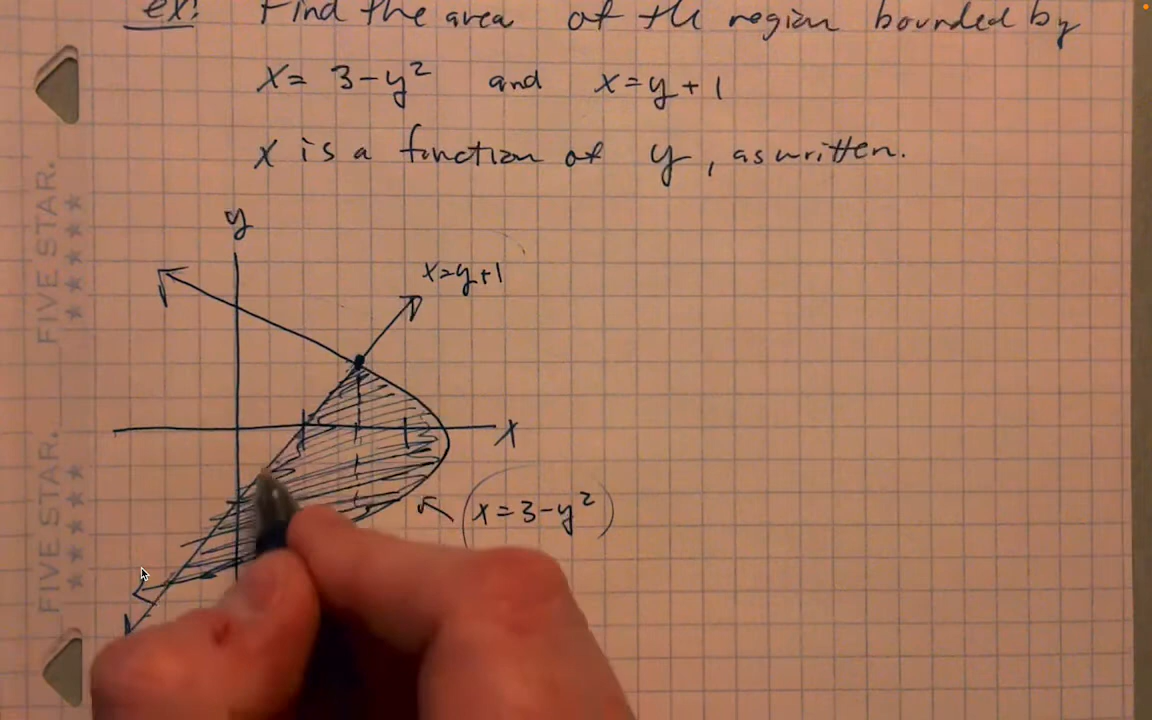 ex: Find the area of the region bounded by
x = 3 - y² and x = y + 1
x is a function of y, as written.
y
x=y+1
x
x = 3 - y²
FIVE STAR.
FIVE STAR.